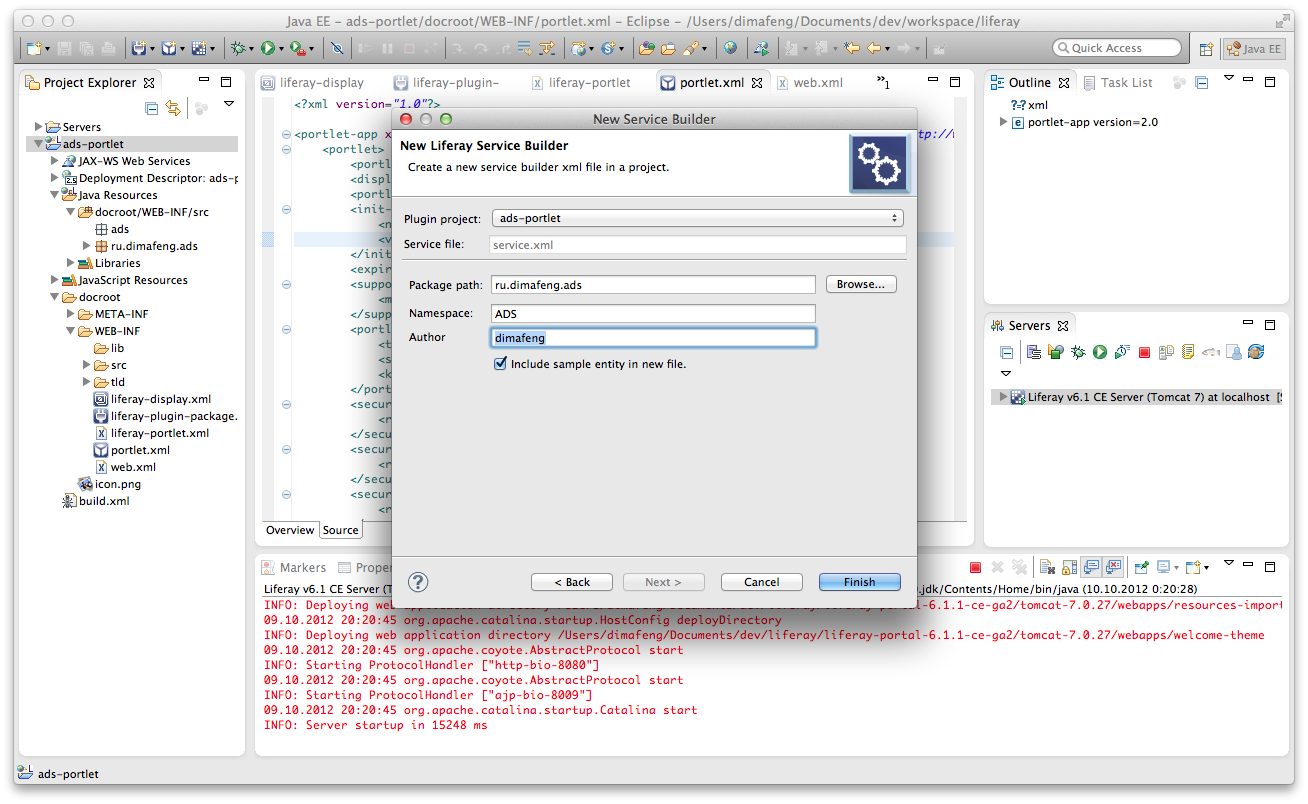 Java EE – ads-portlet/docroot/WEB-INF/portlet.xml – Eclipse – /Users/dimafeng/Documents/dev/workspace/liferay
Quick Access
Java EE
Project Explorer
Servers
ads-portlet
JAX-WS Web Services
Deployment Descriptor: ads-p
Java Resources
docroot/WEB-INF/src
ads
ru.dimafeng.ads
Libraries
JavaScript Resources
docroot
META-INF
WEB-INF
lib
src
tld
liferay-display.xml
liferay-plugin-package.
liferay-portlet.xml
portlet.xml
web.xml
icon.png
build.xml
liferay-display
liferay-plugin-
liferay-portlet
portlet.xml
web.xml
»1
<?xml version="1.0"?>
<portlet-app x
<portlet>
<portl
<displ
<portl
<init-
<n
<v
</init
<expir
<suppo
<m
</supp
<portl
<t
<s
<k
</port
<secur
<r
</secu
<secur
<r
</secu
<secur
<r
Overview
Source
New Service Builder
New Liferay Service Builder
Create a new service builder xml file in a project.
Plugin project:
ads-portlet
Service file:
service.xml
Package path:
ru.dimafeng.ads
Browse...
Namespace:
ADS
Author
dimafeng
Include sample entity in new file.
?
< Back
Next >
Cancel
Finish
Outline
Task List
xml
portlet-app version=2.0
Servers
Liferay v6.1 CE Server (Tomcat 7) at localhost [S
Markers
Proper
Liferay v6.1 CE Server (T
.jdk/Contents/Home/bin/java (10.10.2012 0:20:28)
INFO: Deploying web
-portal-6.1.1-ce-ga2/tomcat-7.0.27/webapps/resources-import
09.10.2012 20:20:45 org.apache.catalina.startup.HostConfig deployDirectory
INFO: Deploying web application directory /Users/dimafeng/Documents/dev/liferay/liferay-portal-6.1.1-ce-ga2/tomcat-7.0.27/webapps/welcome-theme
09.10.2012 20:20:45 org.apache.coyote.AbstractProtocol start
INFO: Starting ProtocolHandler ["http-bio-8080"]
09.10.2012 20:20:45 org.apache.coyote.AbstractProtocol start
INFO: Starting ProtocolHandler ["ajp-bio-8009"]
09.10.2012 20:20:45 org.apache.catalina.startup.Catalina start
INFO: Server startup in 15248 ms
ads-portlet